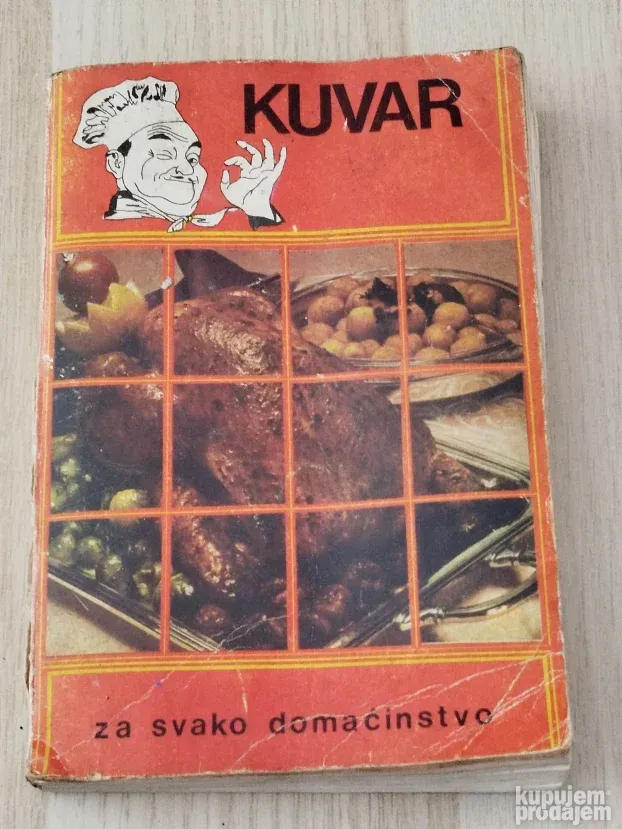 KUVAR
za svako domaćinstvo
kupujem
prodajem